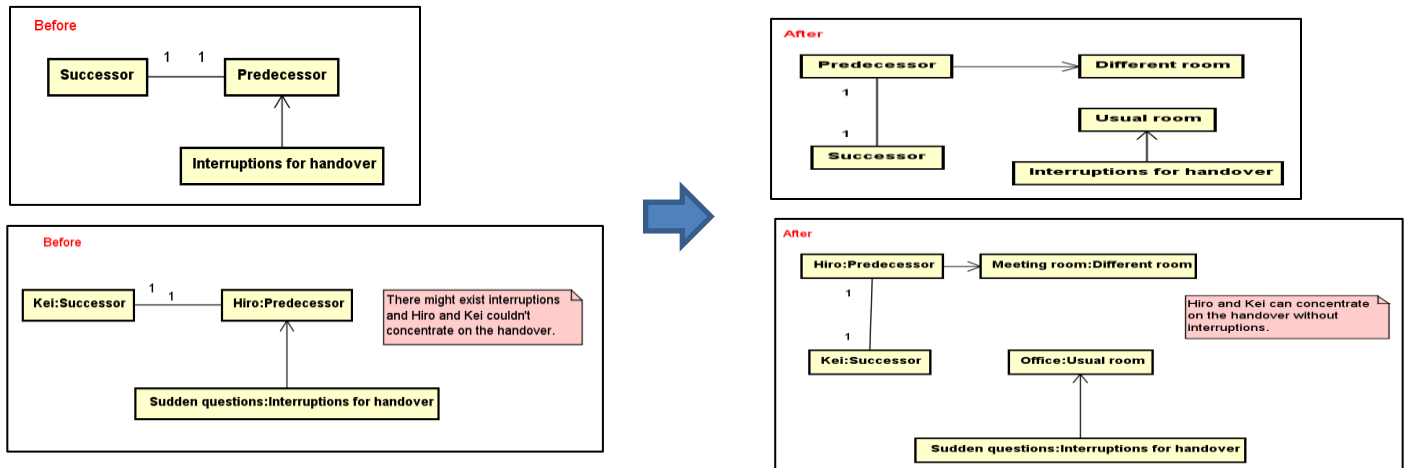 Before
1 1
Successor
Predecessor
Interruptions for handover
Before
1
1
Kei:Successor
Hiro:Predecessor
There might exist interruptions
and Hiro and Kei couldn't
concentrate on the handover.
Sudden questions:Interruptions for handover
After
Predecessor
Different room
1
Usual room
1
Successor
Interruptions for handover
After
Hiro:Predecessor
Meeting room:Different room
1
Hiro and Kei can concentrate
on the handover without
interruptions.
1
Kei:Successor
Office:Usual room
Sudden questions:Interruptions for handover